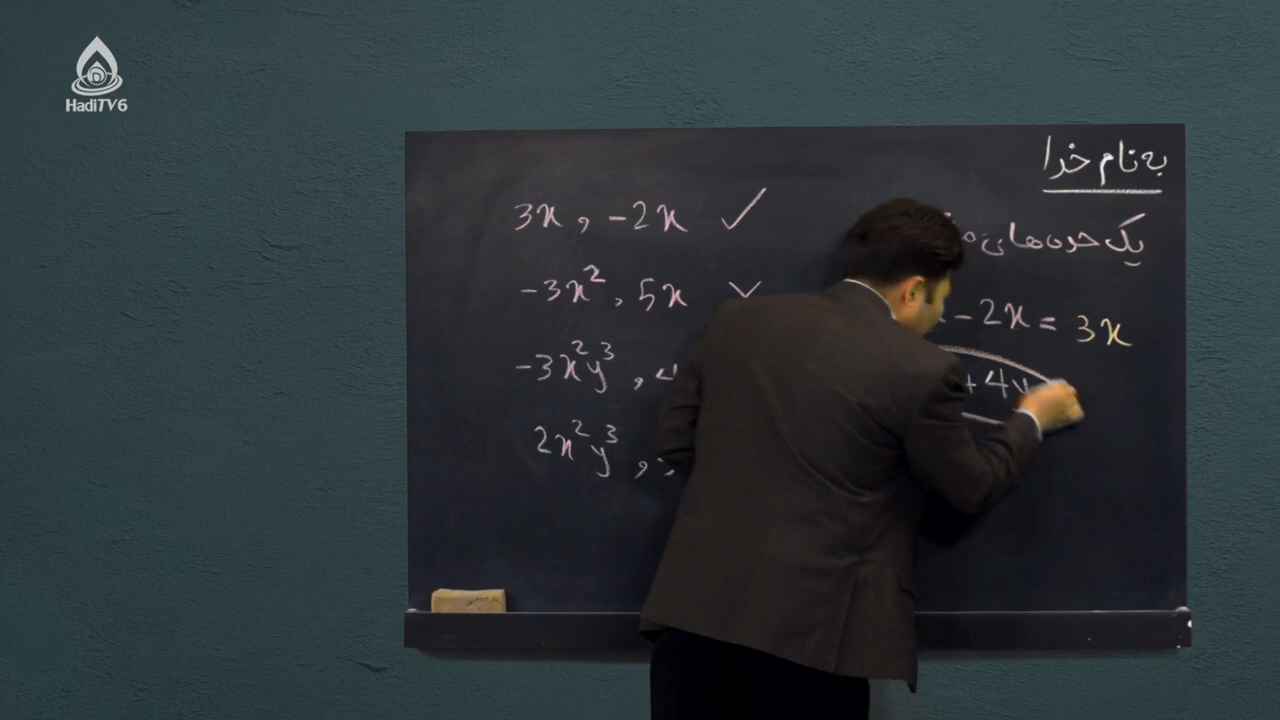 HadiTV6
به نام خدا
یک جمله‌های
- 2x = 3x
+ 4y
3x , -2x ✓
-3x² , 5x
-3x²y³ ,
2x²y³ ,